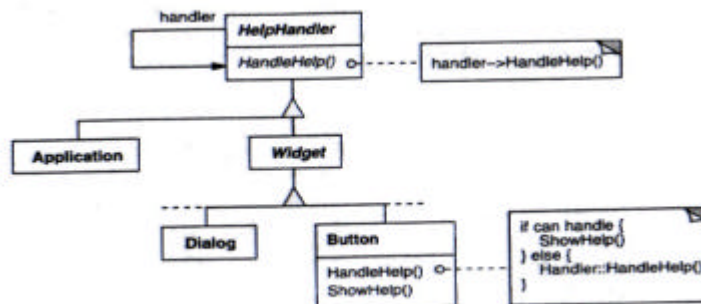 handler
HelpHandler
HandleHelp()
handler–>HandleHelp()
Application
Widget
Dialog
Button
HandleHelp()
ShowHelp()
if can handle {
ShowHelp()
} else {
Handler::HandleHelp()
}